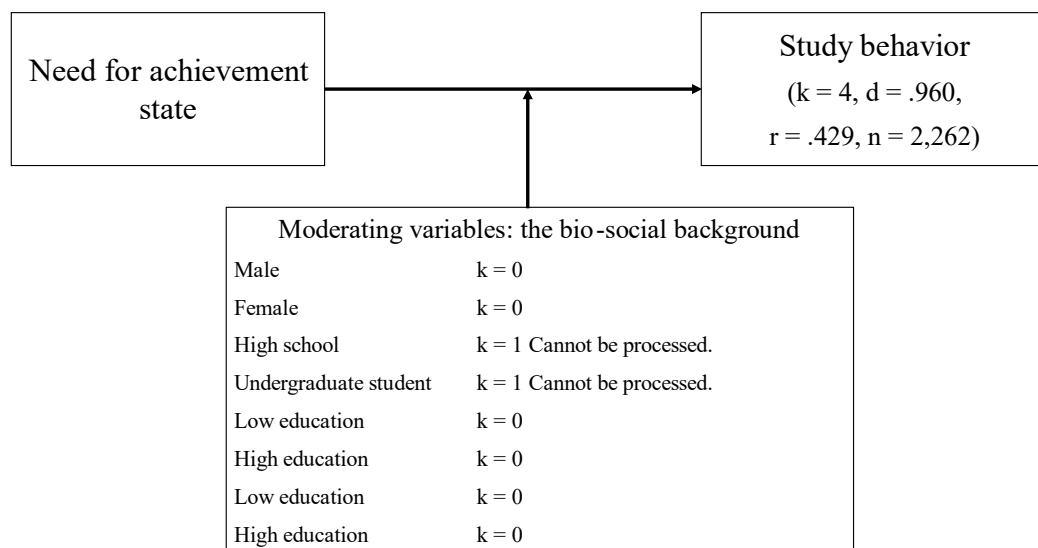 Need for achievement
state
Study behavior
(k = 4, d = .960,
r = .429, n = 2,262)
Moderating variables: the bio-social background
Male k = 0
Female k = 0
High school k = 1 Cannot be processed.
Undergraduate student k = 1 Cannot be processed.
Low education k = 0
High education k = 0
Low education k = 0
High education k = 0